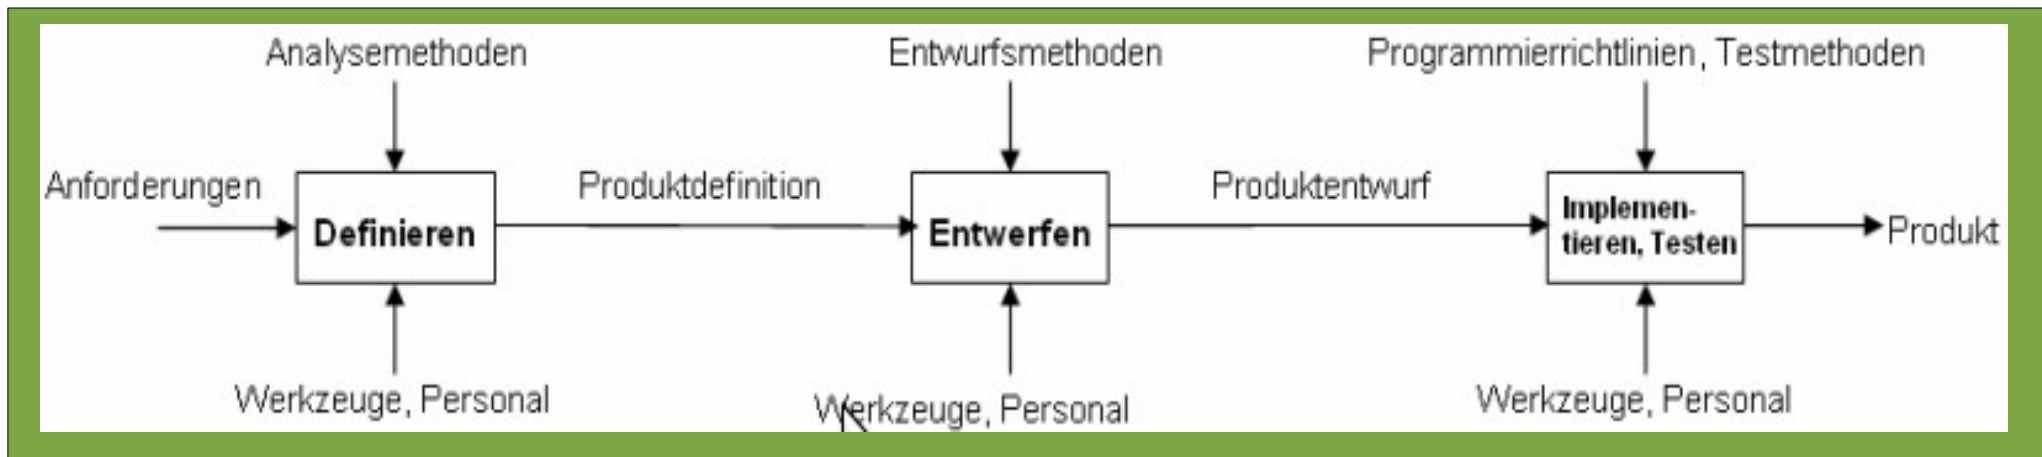 Analysemethoden
Entwurfsmethoden
Programmierrichtlinien, Testmethoden
Anforderungen
Produktdefinition
Produktentwurf
Definieren
Entwerfen
Implemen-
tieren, Testen
Produkt
Werkzeuge, Personal
Werkzeuge, Personal
Werkzeuge, Personal